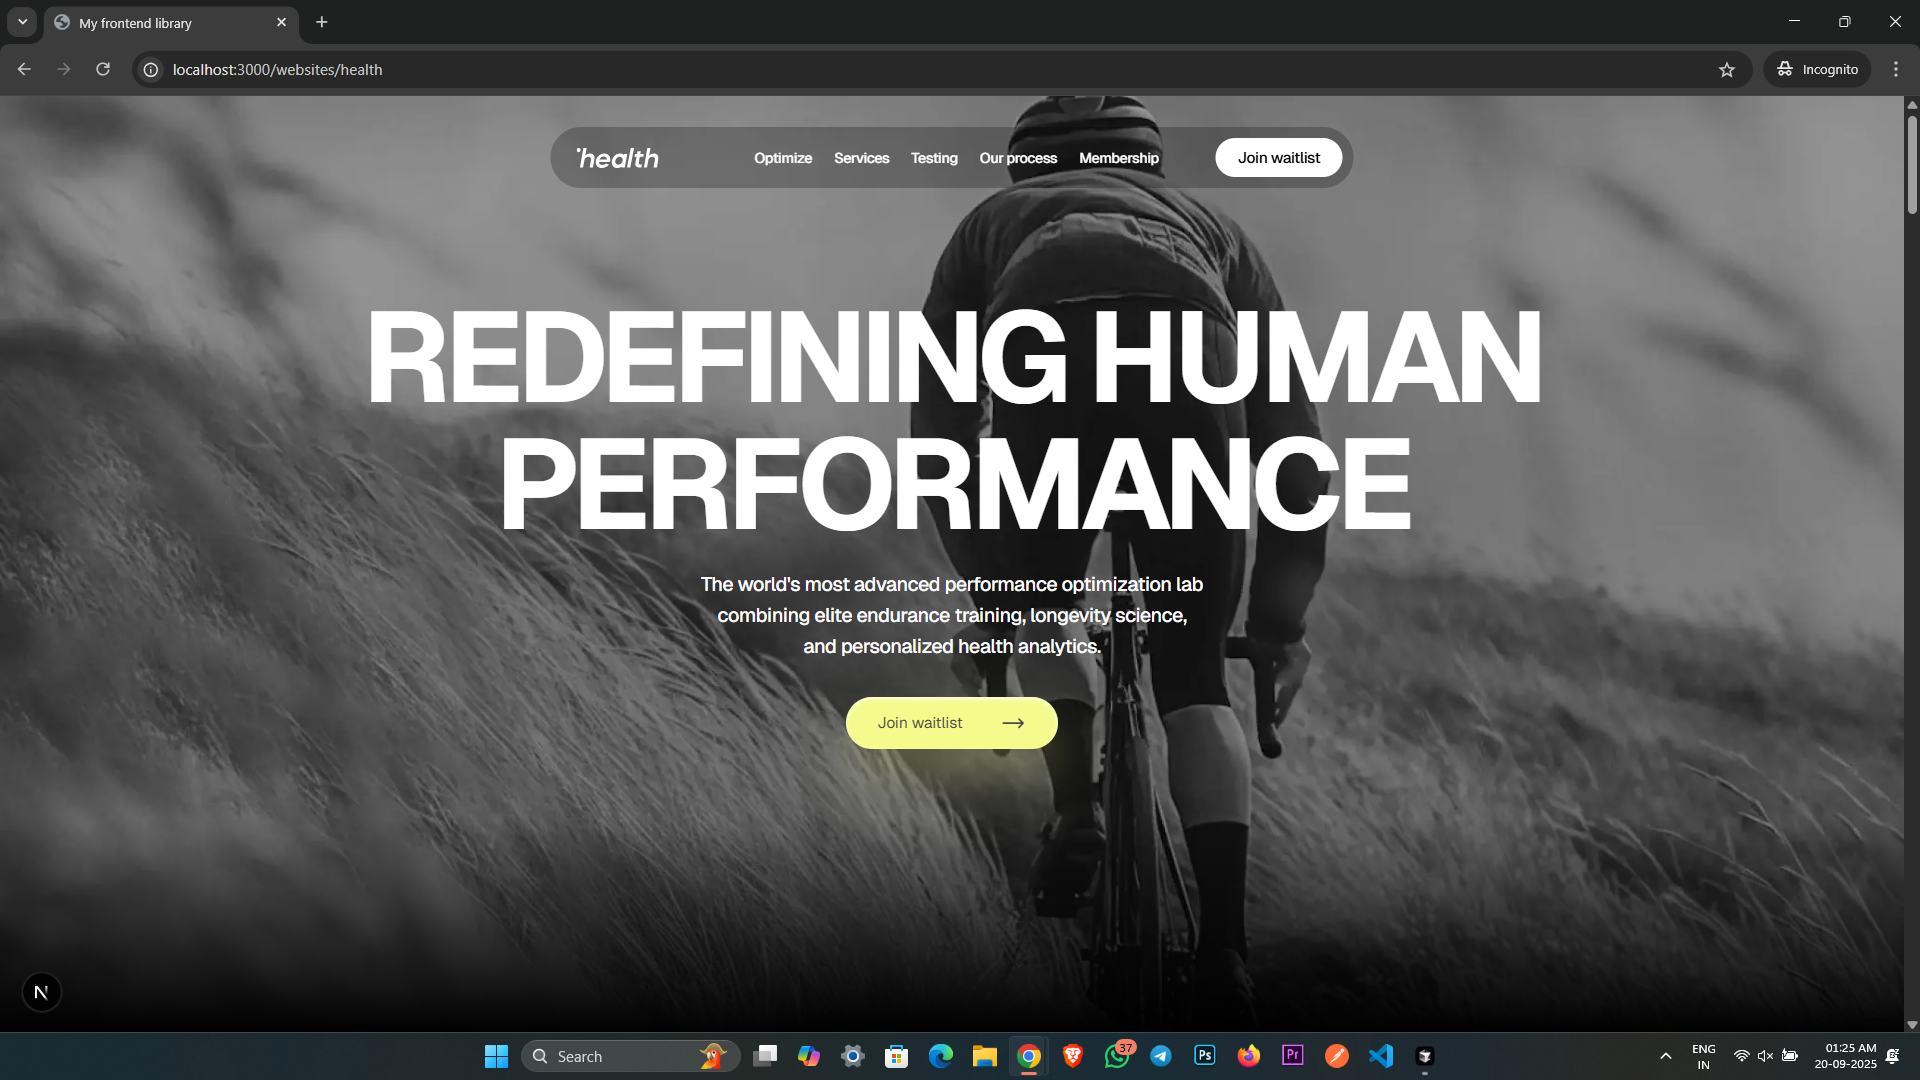 My frontend library
localhost:3000/websites/health
Incognito
health
Optimize
Services
Testing
Our process
Membership
Join waitlist
REDEFINING HUMAN
PERFORMANCE
The world's most advanced performance optimization lab
combining elite endurance training, longevity science,
and personalized health analytics.
Join waitlist
N
Search
37
Ps
Pr
ENG
IN
01:25 AM
20-09-2025